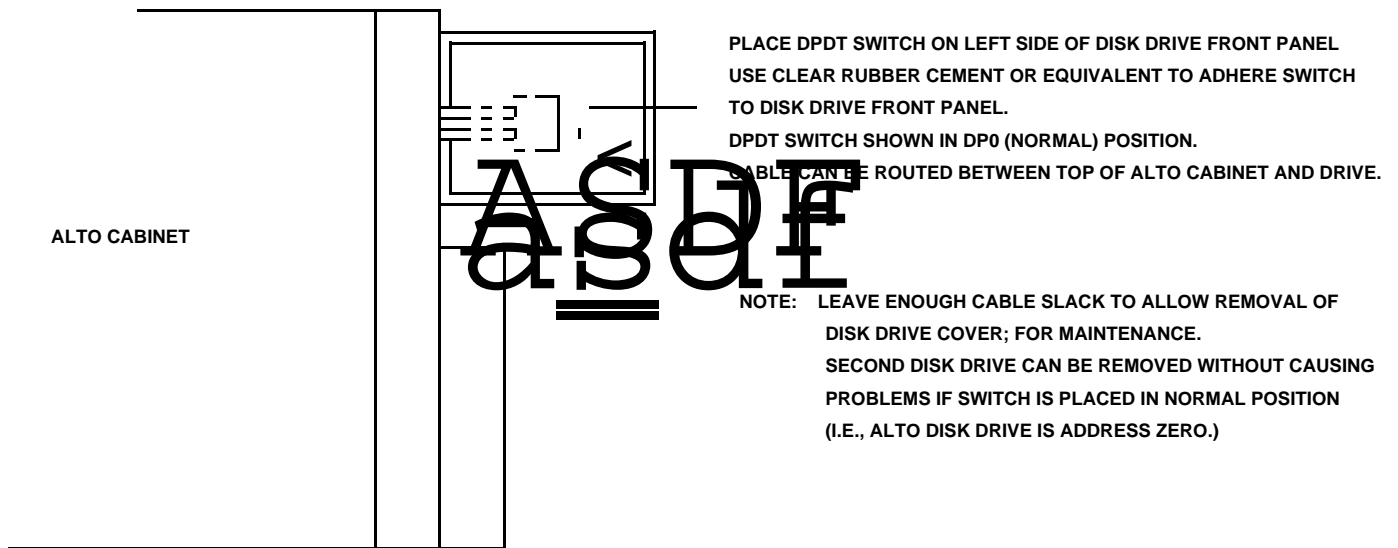 PLACE DPDT SWITCH ON LEFT SIDE OF DISK DRIVE FRONT PANEL
USE CLEAR RUBBER CEMENT OR EQUIVALENT TO ADHERE SWITCH
TO DISK DRIVE FRONT PANEL.
DPDT SWITCH SHOWN IN DP0 (NORMAL) POSITION.
CABLE CAN BE ROUTED BETWEEN TOP OF ALTO CABINET AND DRIVE.
ASDF
asdf
ALTO CABINET
NOTE: LEAVE ENOUGH CABLE SLACK TO ALLOW REMOVAL OF
DISK DRIVE COVER; FOR MAINTENANCE.
SECOND DISK DRIVE CAN BE REMOVED WITHOUT CAUSING
PROBLEMS IF SWITCH IS PLACED IN NORMAL POSITION
(I.E., ALTO DISK DRIVE IS ADDRESS ZERO.)